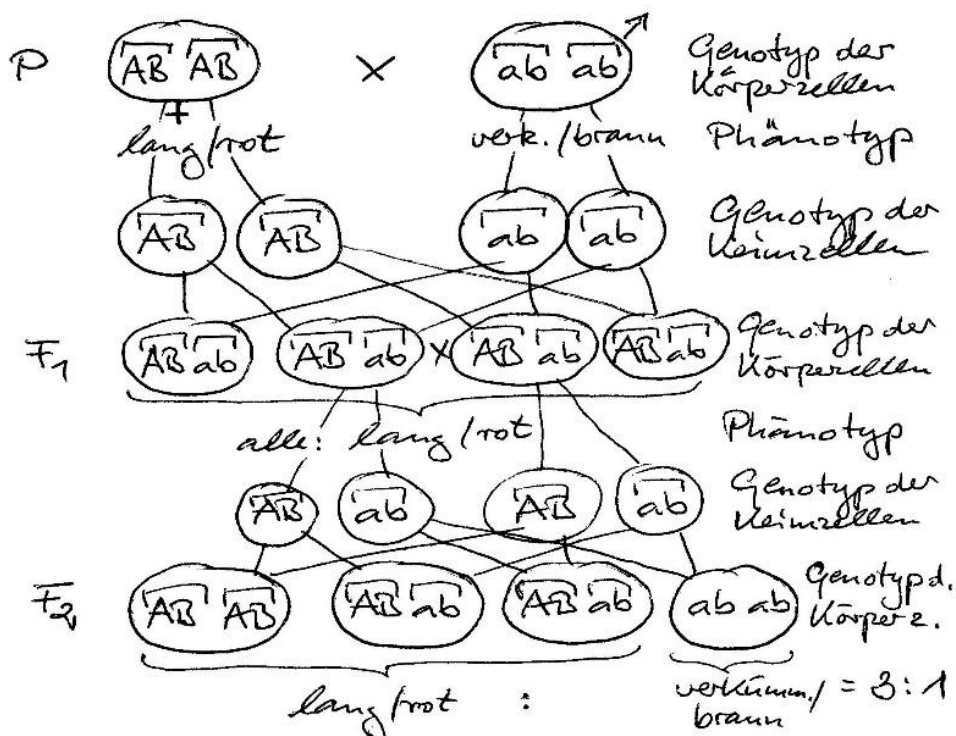 P AB AB × ab ab Genotyp der
Körperzellen
lang/rot verk./braun Phänotyp
AB AB ab ab Genotyp der
Keimzellen
F1 AB ab AB ab × AB ab AB ab Genotyp der
Körperzellen
alle: lang/rot Phänotyp
AB ab AB ab Genotyp der
Keimzellen
F2 AB AB AB ab AB ab ab ab Genotyp d.
Körperz.
lang/rot : verkümm./ = 3:1
braun